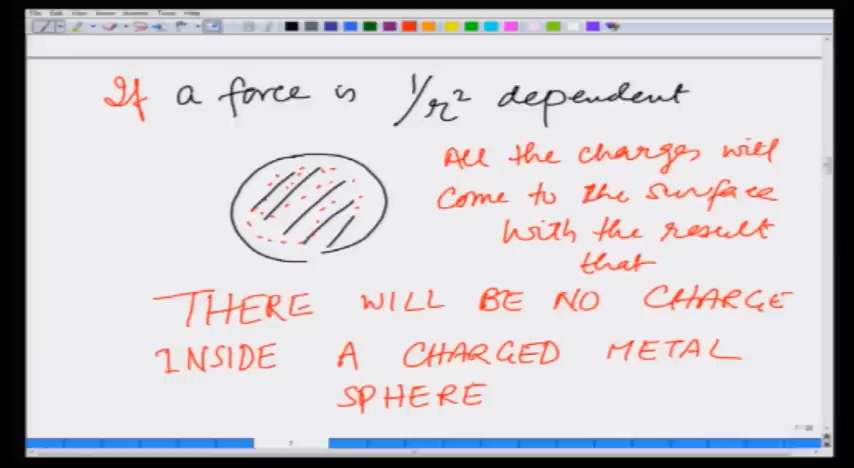 If a force is 1/r² dependent
All the charges will
come to the surface
with the result
that
THERE WILL BE NO CHARGE
INSIDE A CHARGED METAL
SPHERE